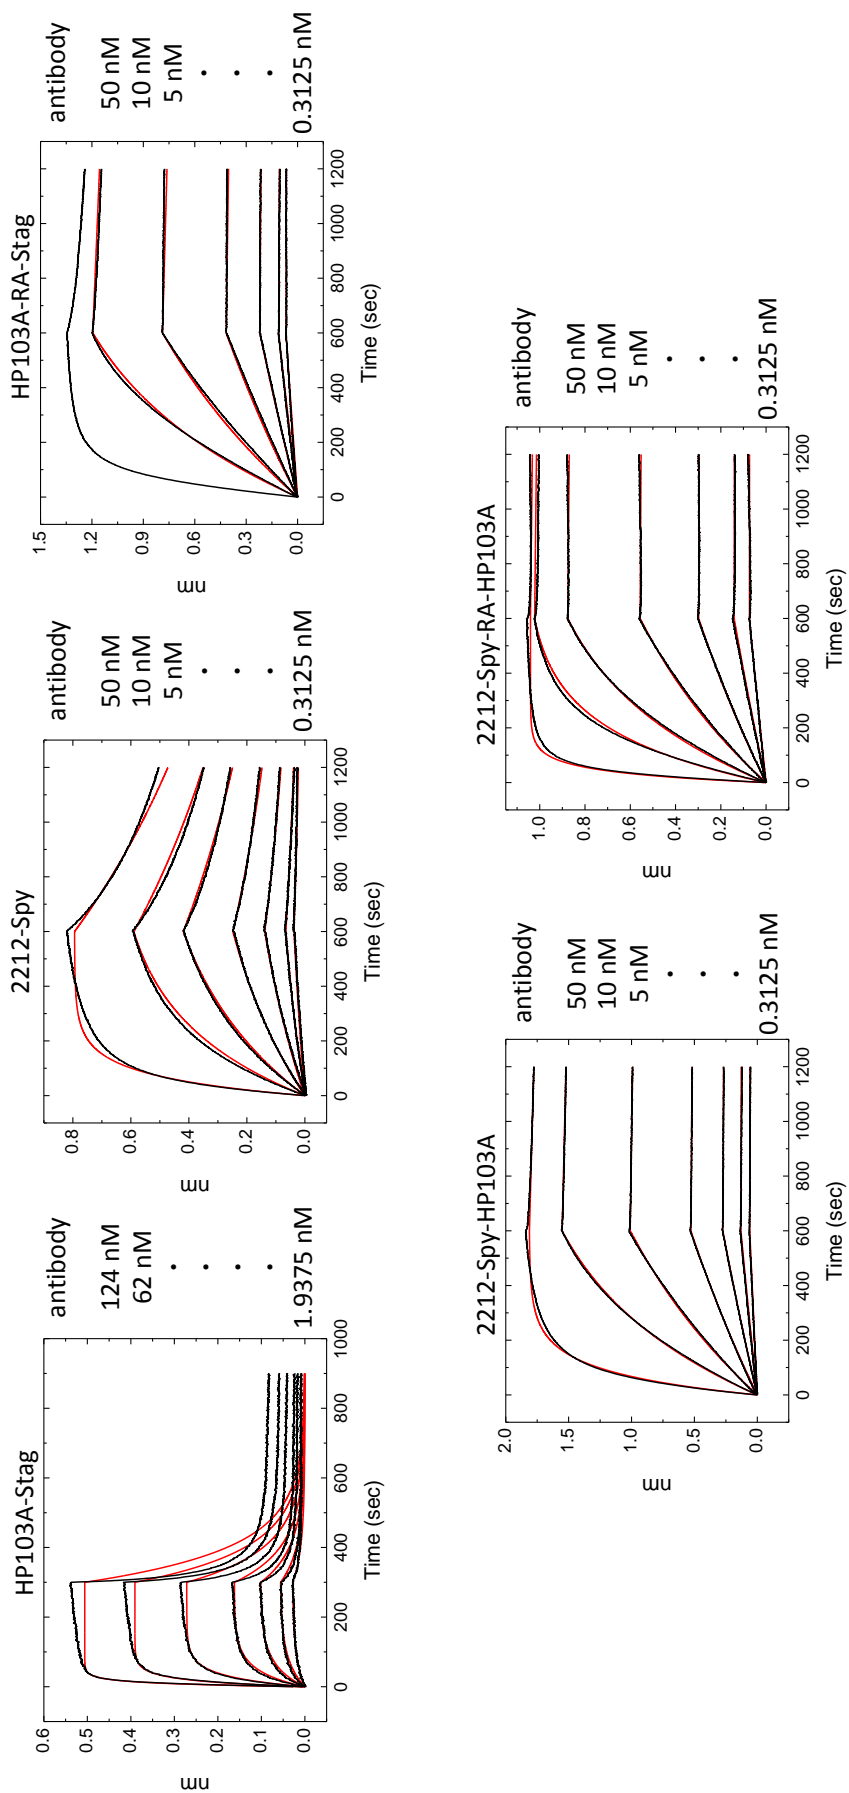 HP103A-Stag
nm
0.6
0.5
0.4
0.3
0.2
0.1
0.0
0
200
400
600
800
1000
Time (sec)
antibody
124 nM
62 nM
.
.
.
.
1.9375 nM
2212-Spy
nm
0.8
0.6
0.4
0.2
0.0
0
200
400
600
800
1000
1200
Time (sec)
antibody
50 nM
10 nM
5 nM
.
.
.
0.3125 nM
HP103A-RA-Stag
nm
1.5
1.2
0.9
0.6
0.3
0.0
0
200
400
600
800
1000
1200
Time (sec)
antibody
50 nM
10 nM
5 nM
.
.
.
0.3125 nM
2212-Spy-HP103A
nm
2.0
1.5
1.0
0.5
0.0
0
200
400
600
800
1000
1200
Time (sec)
antibody
50 nM
10 nM
5 nM
.
.
.
0.3125 nM
2212-Spy-RA-HP103A
nm
1.0
0.8
0.6
0.4
0.2
0.0
0
200
400
600
800
1000
1200
Time (sec)
antibody
50 nM
10 nM
5 nM
.
.
.
0.3125 nM